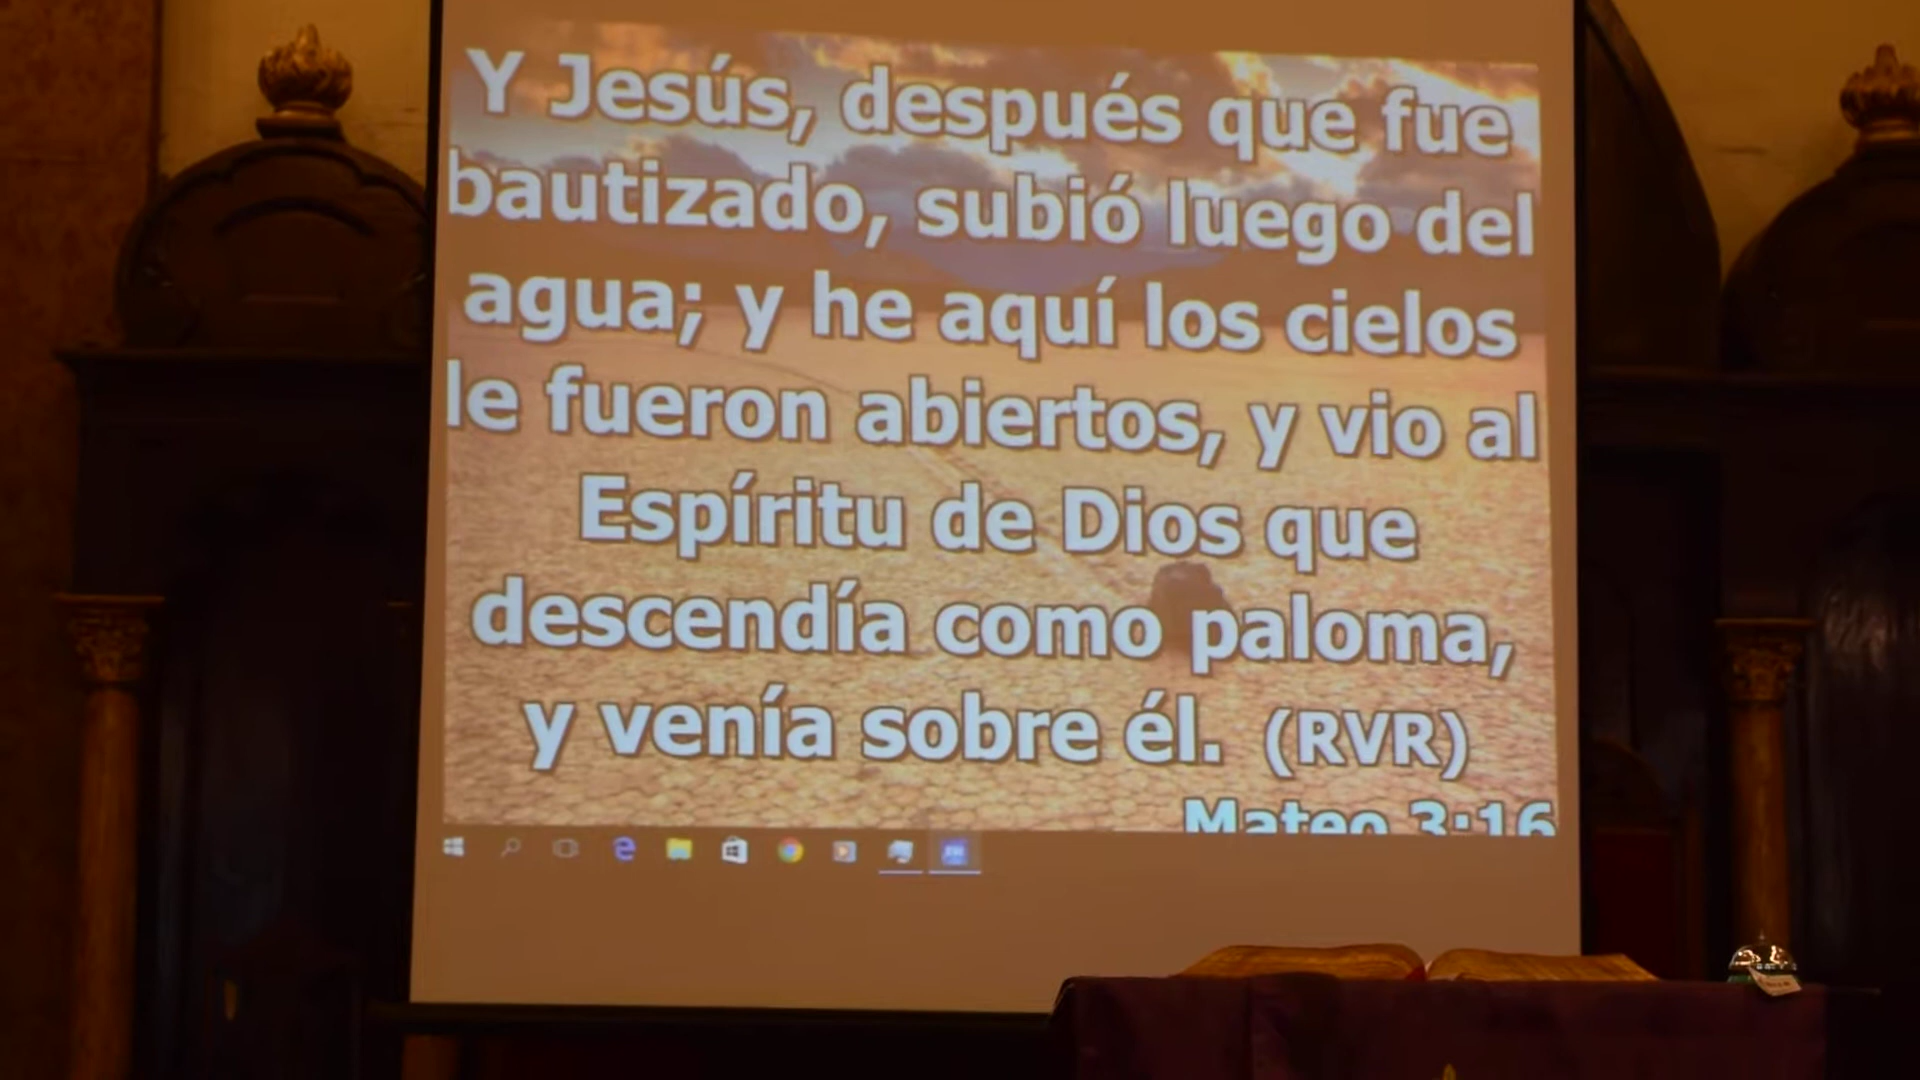 Y Jesús, después que fue
bautizado, subió luego del
agua; y he aquí los cielos
le fueron abiertos, y vio al
Espíritu de Dios que
descendía como paloma,
y venía sobre él. (RVR)
Mateo 3:16